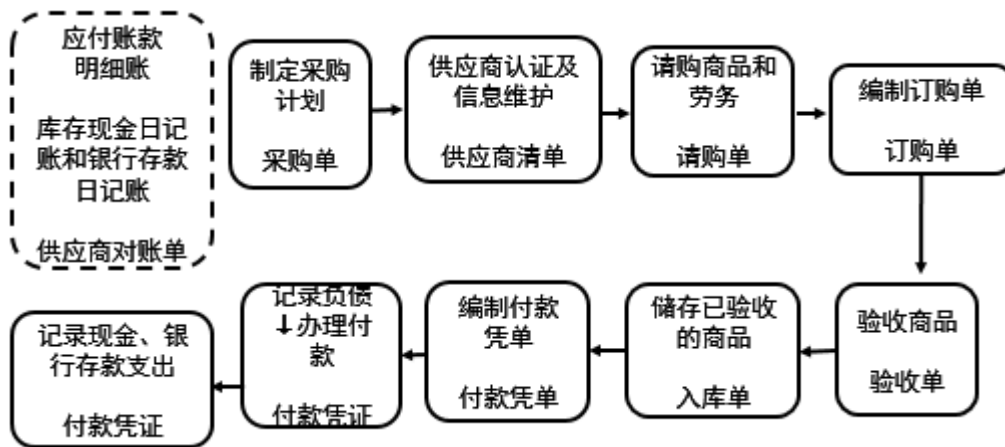 应付账款
明细账
库存现金日记
账和银行存款
日记账
供应商对账单
制定采购
计划
采购单
供应商认证及
信息维护
供应商清单
请购商品和
劳务
请购单
编制订购单
订购单
验收商品
验收单
储存已验收
的商品
入库单
编制付款
凭单
付款凭单
记录负债
↓办理付
款
付款凭证
记录现金、银
行存款支出
付款凭证